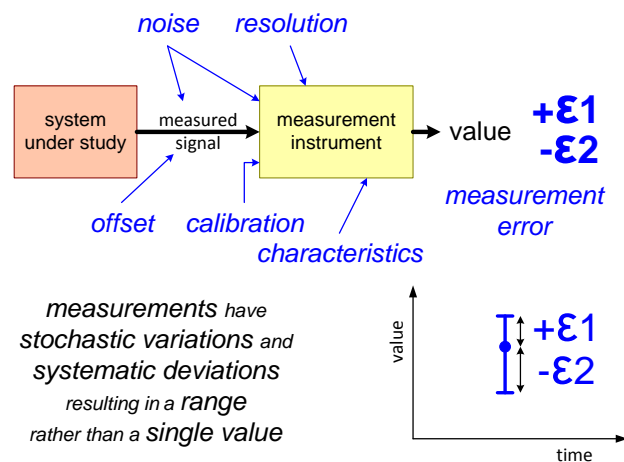 noise
resolution
system
under study
measured
signal
measurement
instrument
value
+ε1
-ε2
offset
calibration
characteristics
measurement
error
measurements have
stochastic variations and
systematic deviations
resulting in a range
rather than a single value
value
+ε1
-ε2
time